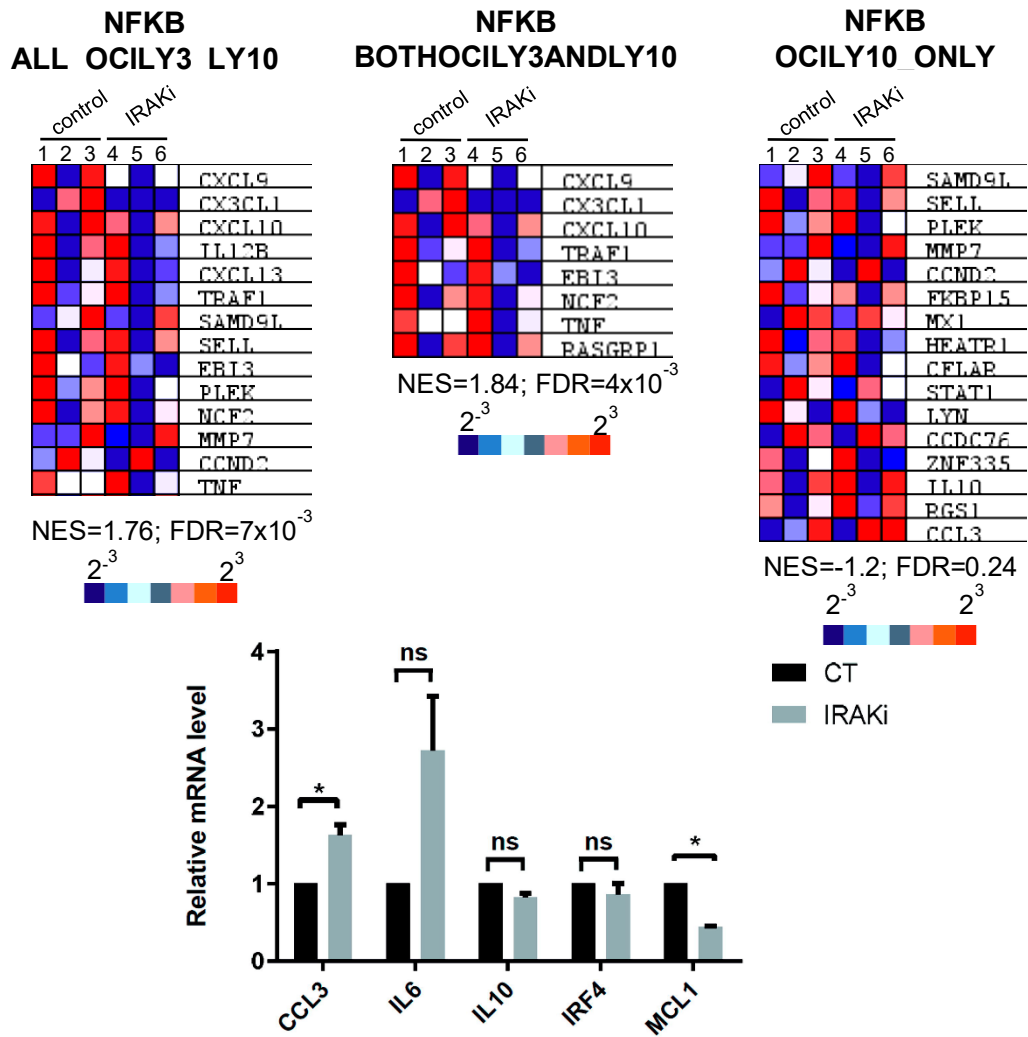 NFKB
ALL OCILY3 LY10
control IRAKi
1 2 3 4 5 6
CXCL9
CX3CL1
CXCL10
IL12B
CXCL13
TRAF1
SAMD9L
SELL
EBI3
PLEK
NCF2
MMP7
CCND2
TNF
NES=1.76; FDR=7x10-3
2-3 23
NFKB
BOTHOCILY3ANDLY10
control IRAKi
1 2 3 4 5 6
CXCL9
CX3CL1
CXCL10
TRAF1
EBI3
NCF2
TNF
RASGRP1
NES=1.84; FDR=4x10-3
2-3 23
NFKB
OCILY10_ONLY
control IRAKi
1 2 3 4 5 6
SAMD9L
SELL
PLEK
MMP7
CCND2
FKBP15
MX1
HEATR1
CFLAR
STAT1
LYN
CCDC76
ZNF335
IL10
RGS1
CCL3
NES=-1.2; FDR=0.24
2-3 23
CT
IRAKi
Relative mRNA level
4
3
2
1
0
*
ns
ns
ns
*
CCL3
IL6
IL10
IRF4
MCL1